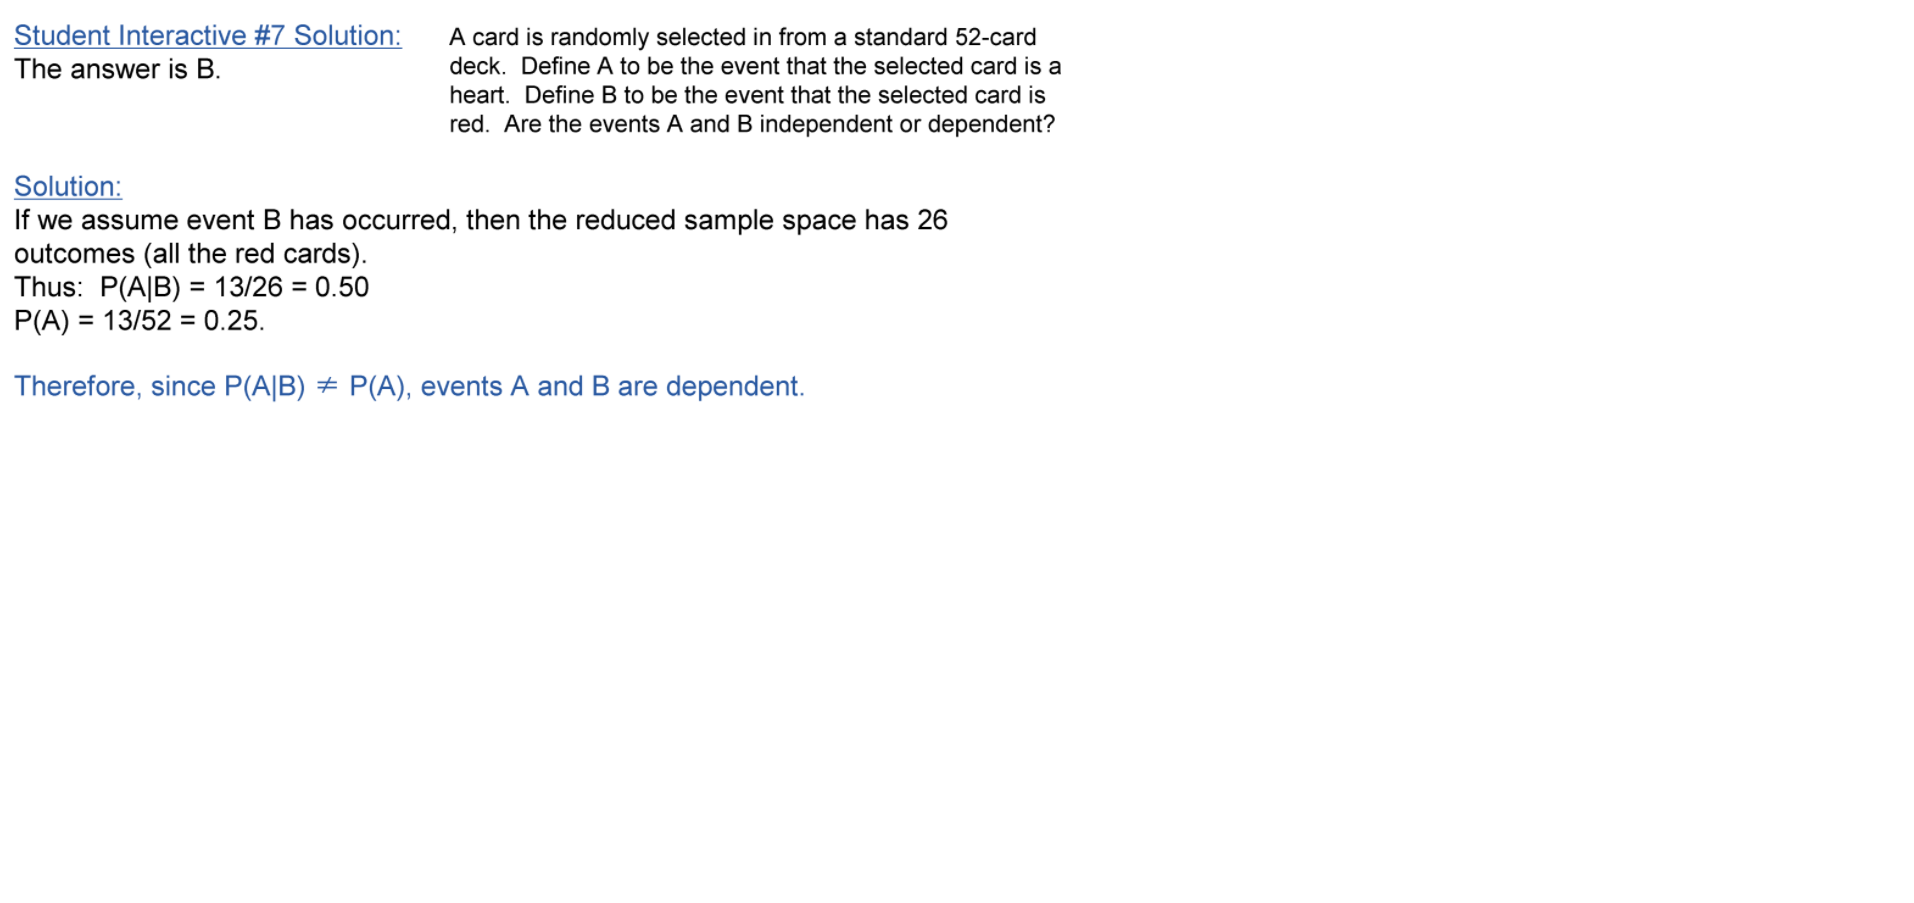 Student Interactive #7 Solution:
The answer is B.
A card is randomly selected in from a standard 52-card
deck.  Define A to be the event that the selected card is a
heart.  Define B to be the event that the selected card is
red.  Are the events A and B independent or dependent?
Solution:
If we assume event B has occurred, then the reduced sample space has 26
outcomes (all the red cards).
Thus:  P(A|B) = 13/26 = 0.50
P(A) = 13/52 = 0.25.
Therefore, since P(A|B) ≠ P(A), events A and B are dependent.